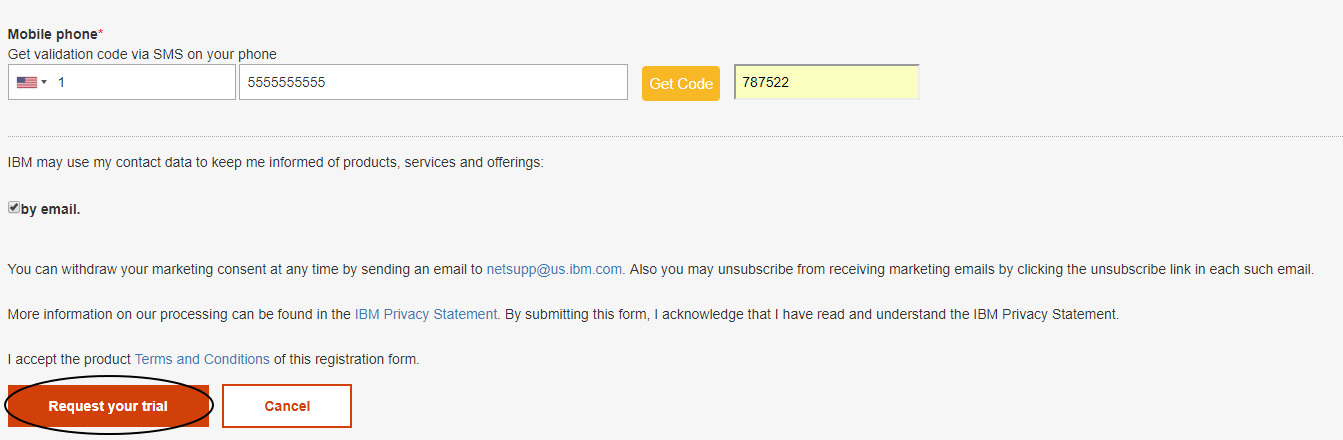 Mobile phone*
Get validation code via SMS on your phone
1 5555555555 Get Code 787522
IBM may use my contact data to keep me informed of products, services and offerings:
by email.
You can withdraw your marketing consent at any time by sending an email to netsupp@us.ibm.com. Also you may unsubscribe from receiving marketing emails by clicking the unsubscribe link in each such email.
More information on our processing can be found in the IBM Privacy Statement. By submitting this form, I acknowledge that I have read and understand the IBM Privacy Statement.
I accept the product Terms and Conditions of this registration form.
Request your trial Cancel